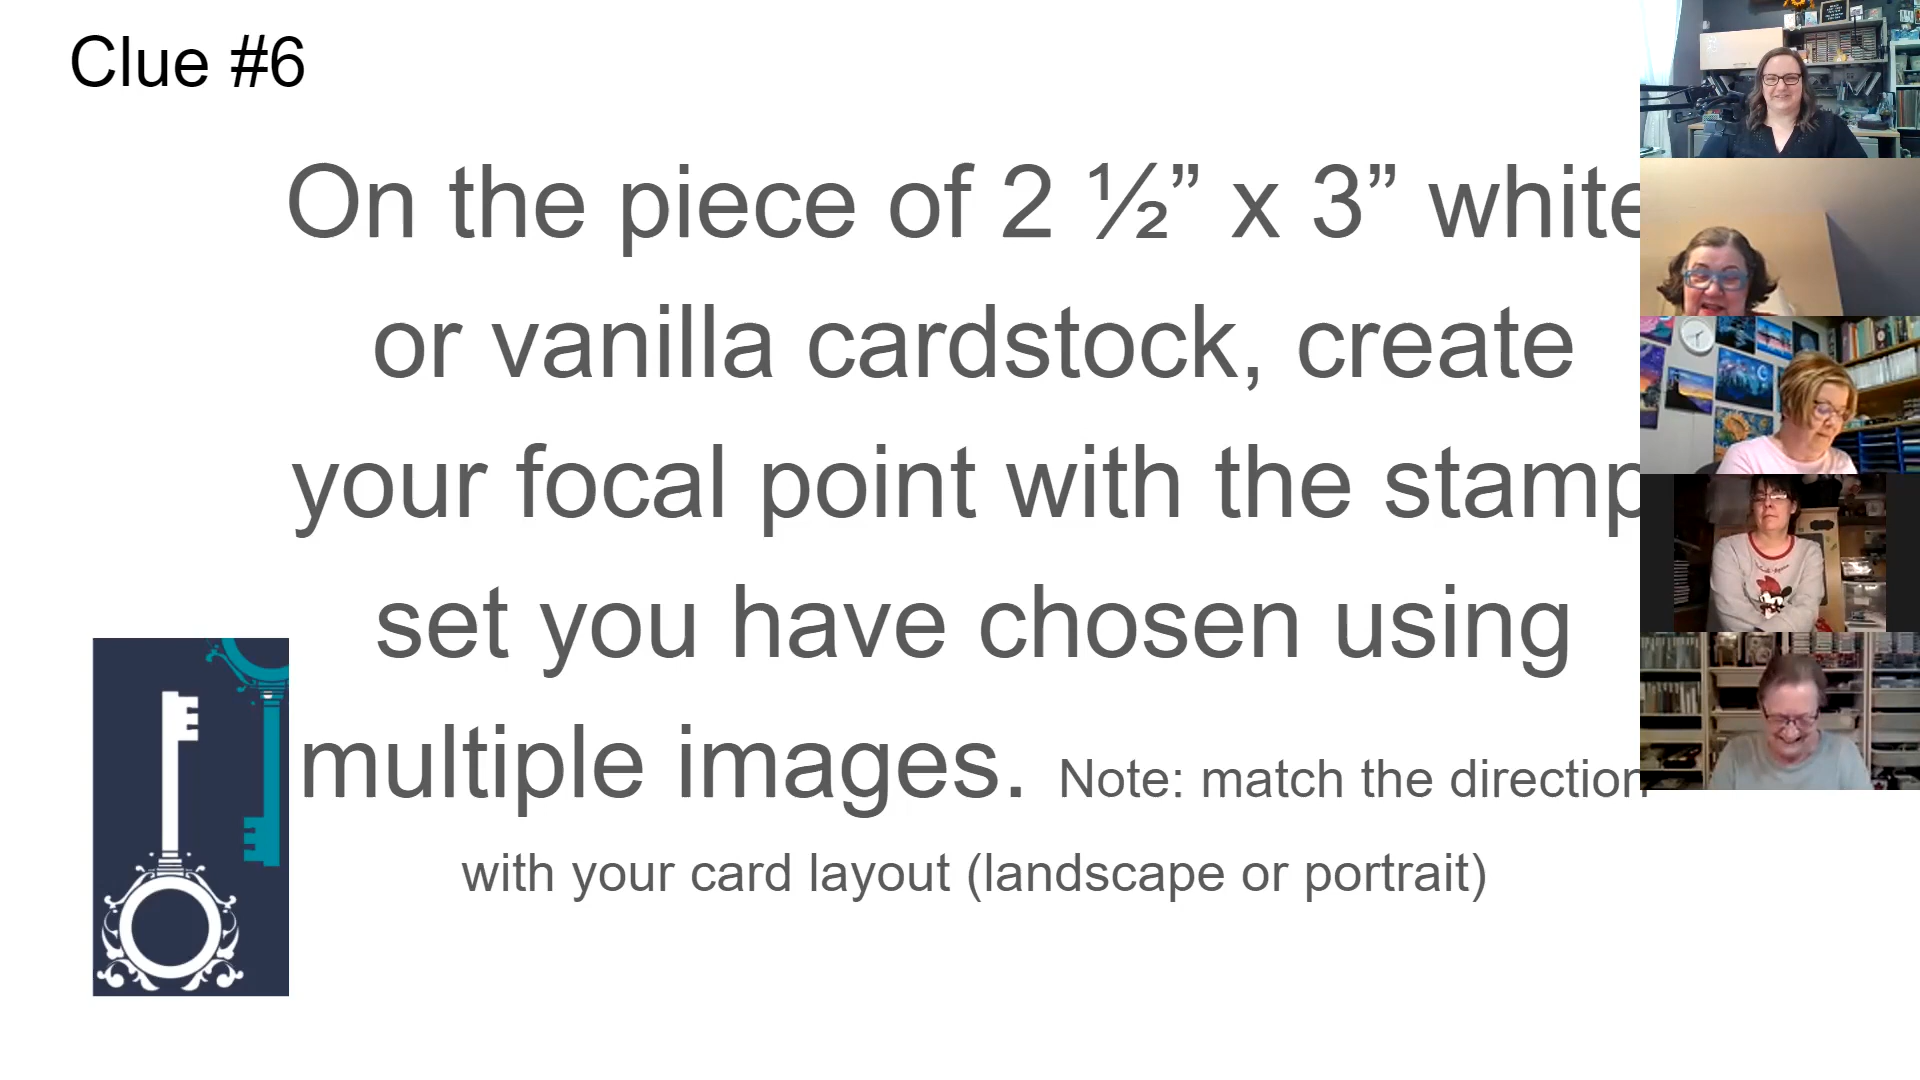 Clue #6
On the piece of 2 ½” x 3” white
or vanilla cardstock, create
your focal point with the stamp
set you have chosen using
multiple images. Note: match the direction
with your card layout (landscape or portrait)